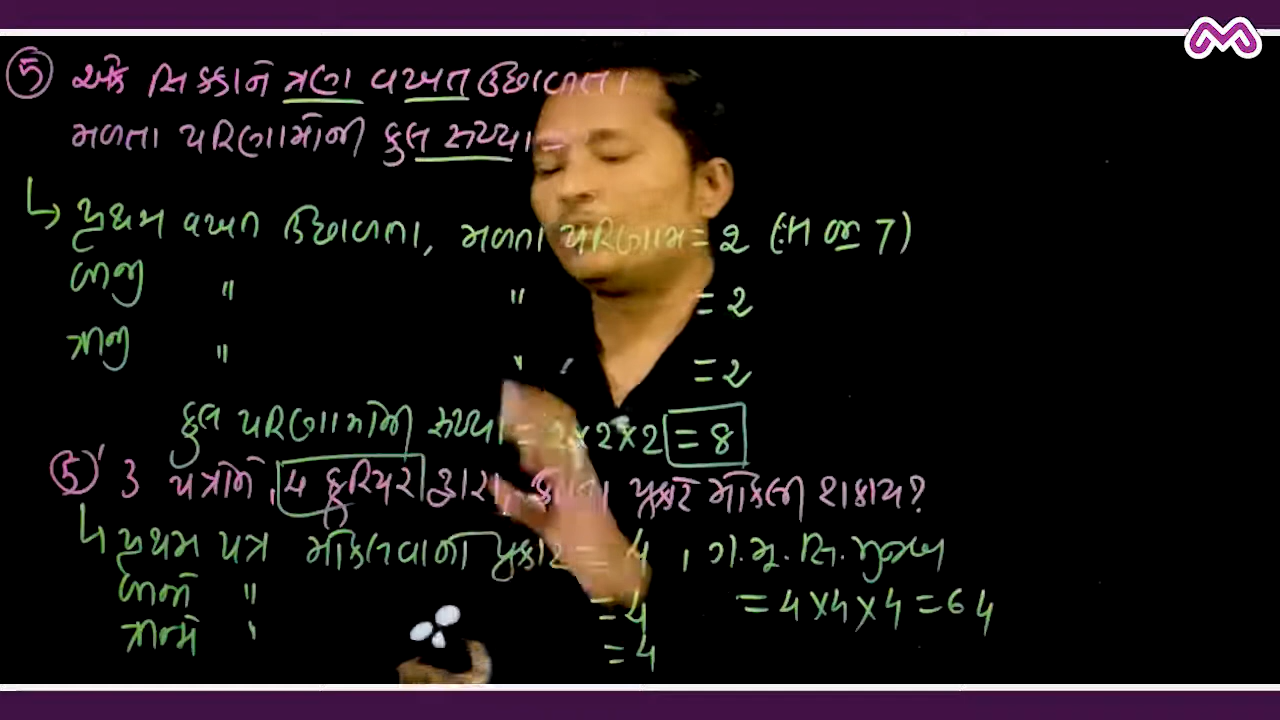 ⑤ એક સિક્કાને ત્રણ વખત ઉછાળતા
મળતા પરિણામોની કુલ સંખ્યા =
↳ પ્રથમ વખત ઉછાળતા, મળતા પરિણામ = 2 (H or T)
બીજી " " = 2
ત્રીજી " " = 2
કુલ પરિણામોની સંખ્યા = 2×2×2 = 8
⑤' 3 પત્રોને, 4 કુરિયર દ્વારા, કેટલા પ્રકારે મોકલી શકાય?
↳ પ્રથમ પત્ર મોકલવાના પ્રકાર = 4, ગ.મૂ.સિ. મુજબ
બીજો " = 4 = 4×4×4 = 64
ત્રીજો " = 4